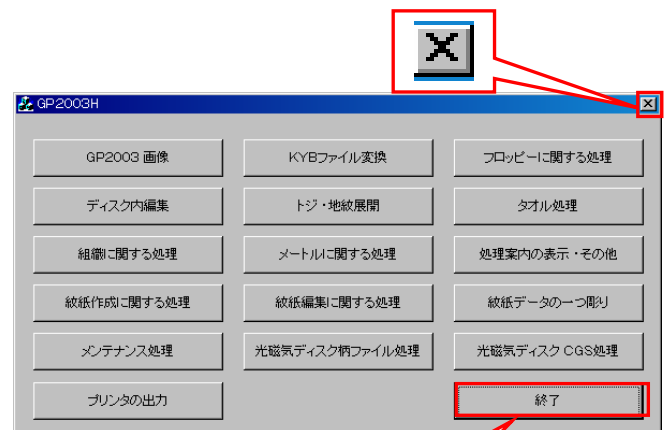 GP2003H
GP2003 画像
KYBファイル変換
フロッピーに関する処理
ディスク内編集
トジ・地紋展開
タオル処理
組織に関する処理
メートルに関する処理
処理案内の表示・その他
紋紙作成に関する処理
紋紙編集に関する処理
紋紙データの一つ彫り
メンテナンス処理
光磁気ディスク柄ファイル処理
光磁気ディスク CGS処理
プリンタの出力
終了